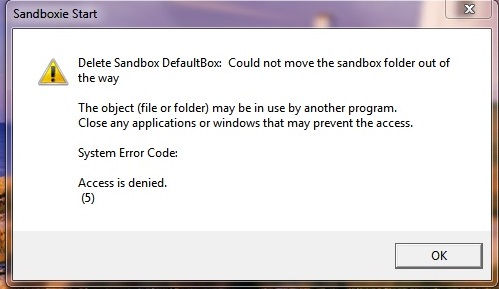 Sandboxie Start
Delete Sandbox DefaultBox:  Could not move the sandbox folder out of
the way
The object (file or folder) may be in use by another program.
Close any applications or windows that may prevent the access.
System Error Code:
Access is denied.
(5)
OK